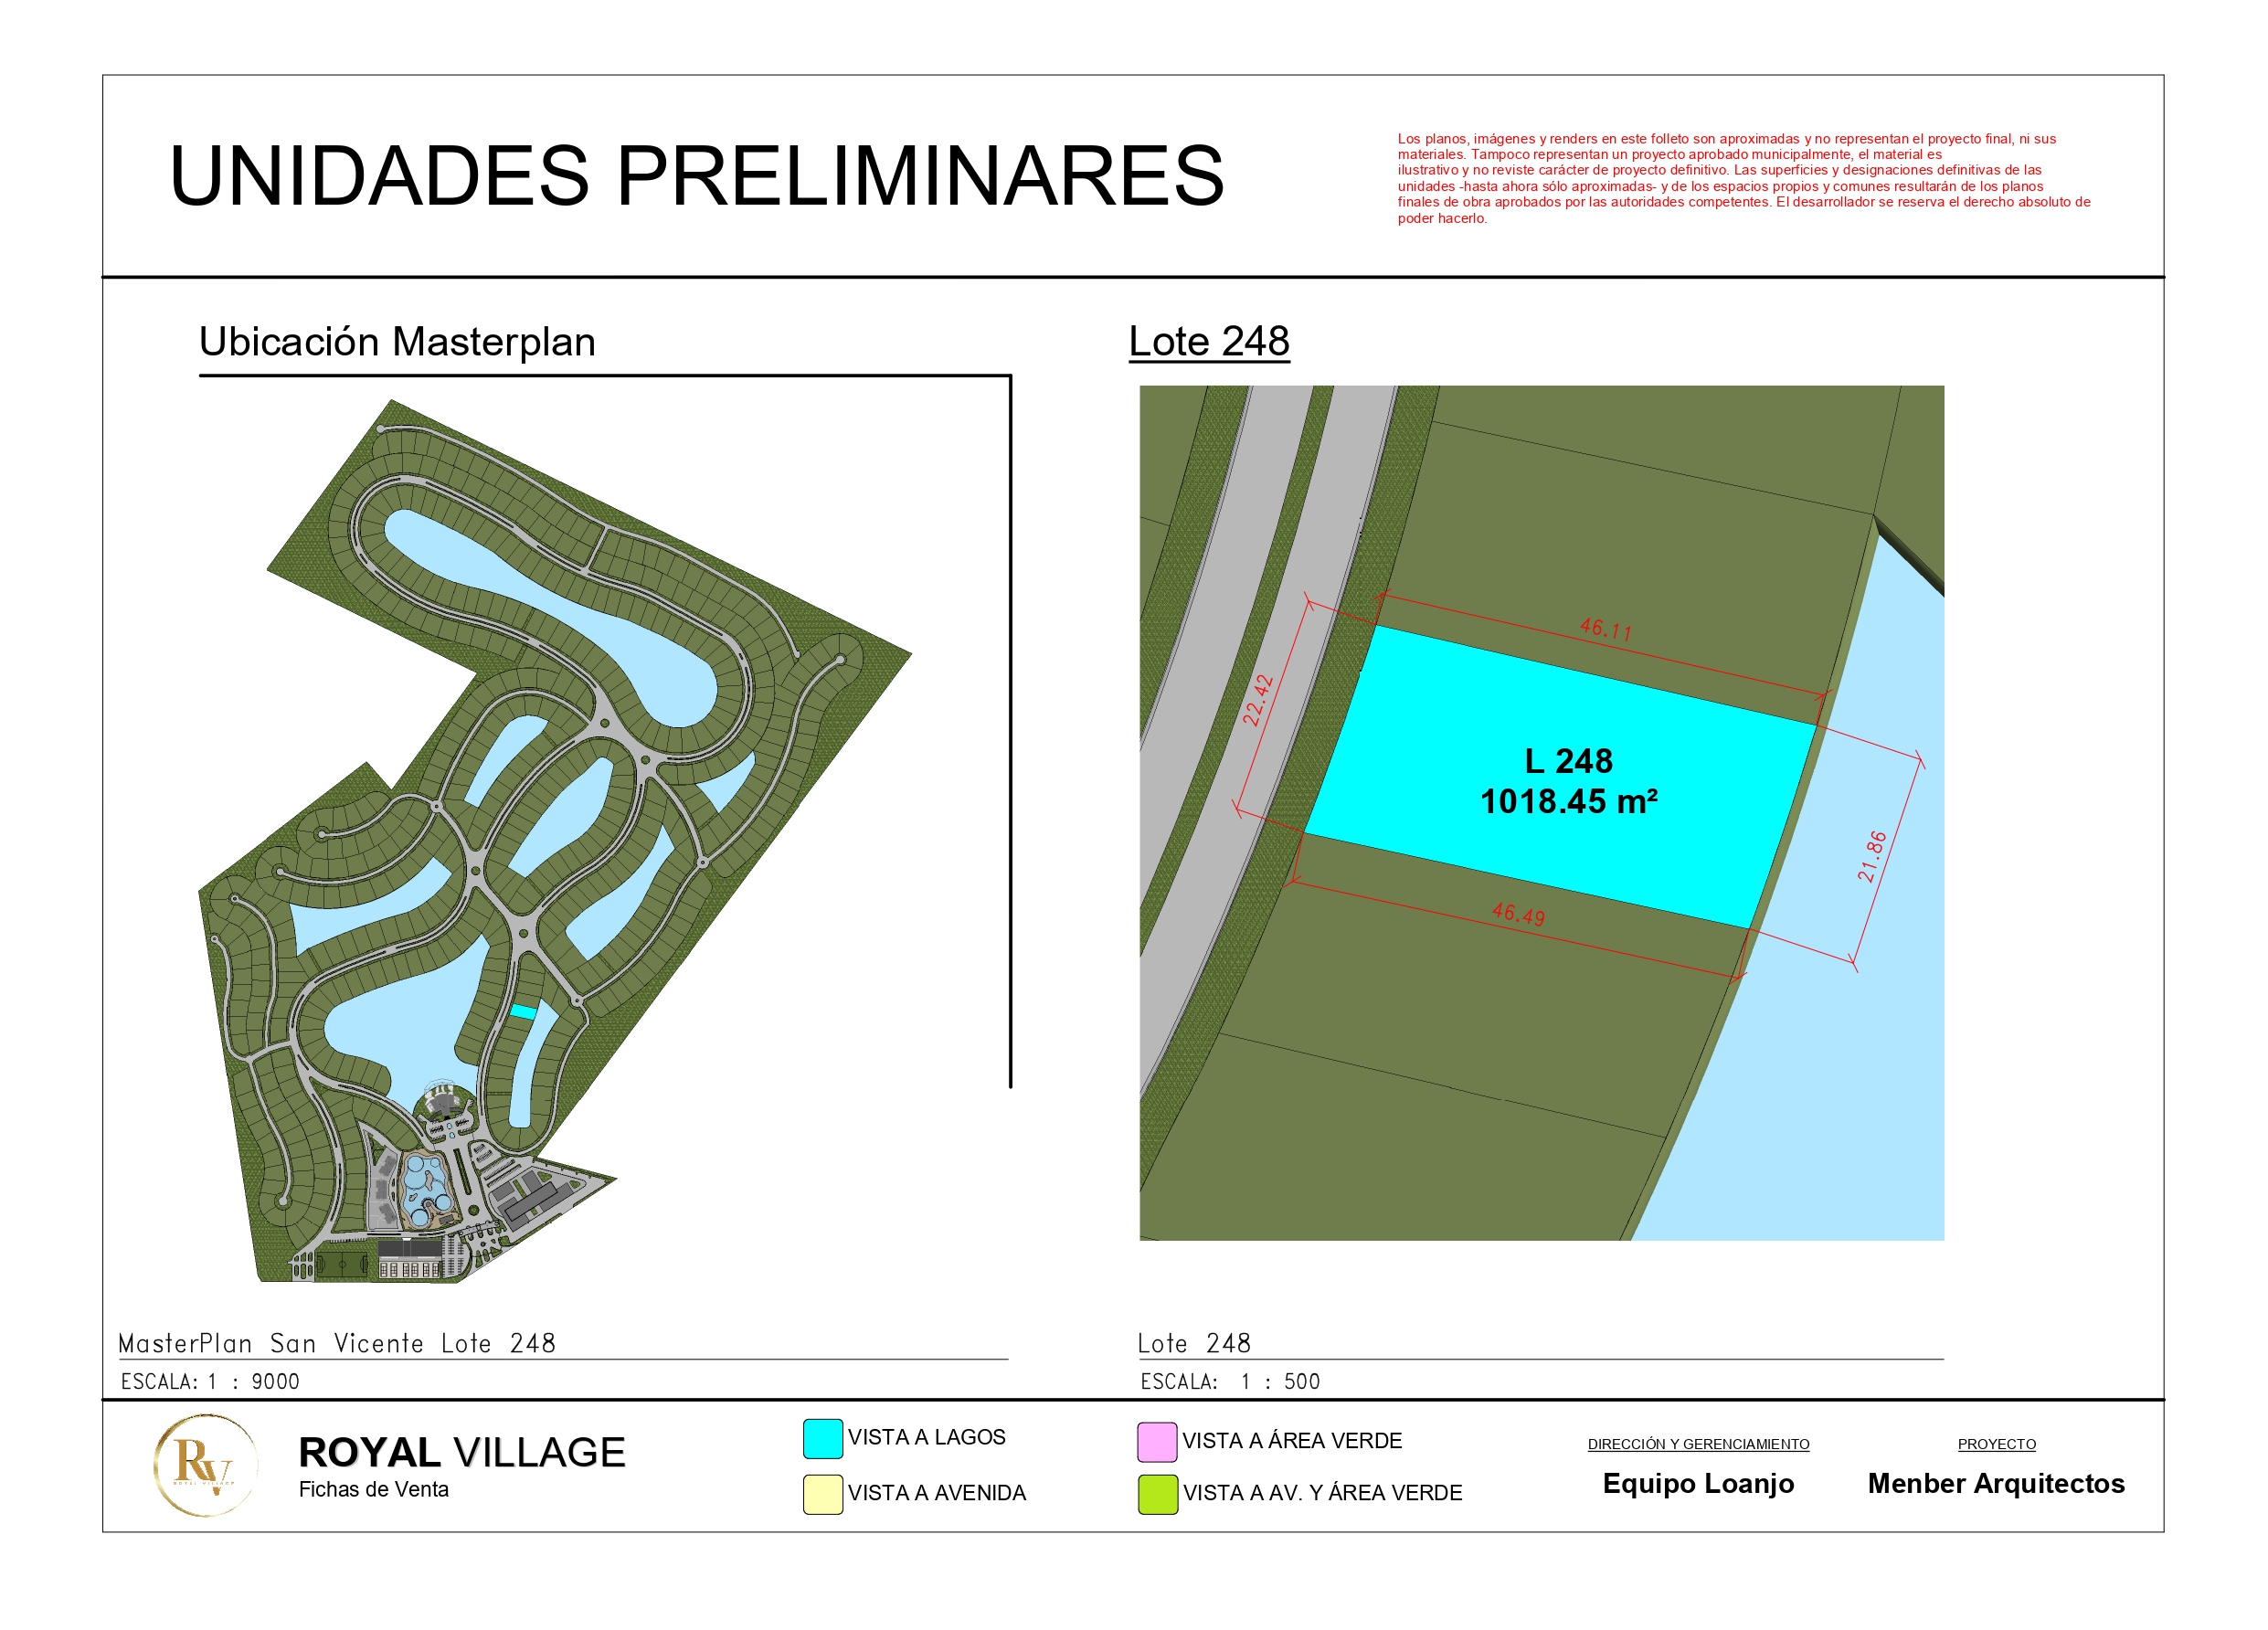 UNIDADES PRELIMINARES
Los planos, imágenes y renders en este folleto son aproximadas y no representan el proyecto final, ni sus
materiales. Tampoco representan un proyecto aprobado municipalmente, el material es
ilustrativo y no reviste carácter de proyecto definitivo. Las superficies y designaciones definitivas de las
unidades -hasta ahora sólo aproximadas- y de los espacios propios y comunes resultarán de los planos
finales de obra aprobados por las autoridades competentes. El desarrollador se reserva el derecho absoluto de
poder hacerlo.
Ubicación Masterplan
Lote 248
46.11
22.42
L 248
1018.45 m²
21.86
46.49
MasterPlan San Vicente Lote 248
ESCALA: 1 : 9000
Lote 248
ESCALA: 1 : 500
RV
ROYAL VILLAGE
ROYAL VILLAGE
Fichas de Venta
VISTA A LAGOS
VISTA A AVENIDA
VISTA A ÁREA VERDE
VISTA A AV. Y ÁREA VERDE
DIRECCIÓN Y GERENCIAMIENTO
Equipo Loanjo
PROYECTO
Menber Arquitectos